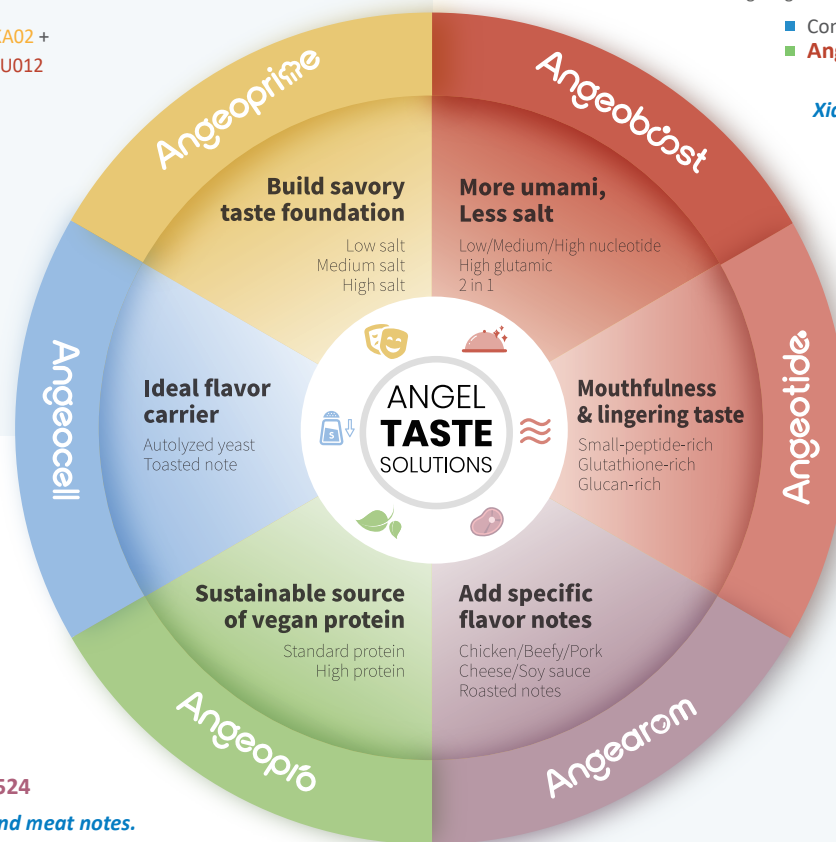 KA02 +
U012
Angeoprime
Build savory
taste foundation
Low salt
Medium salt
High salt
Angeoboost
More umami,
Less salt
Low/Medium/High nucleotide
High glutamic
2 in 1
Angeocell
Ideal flavor
carrier
Autolyzed yeast
Toasted note
ANGEL
TASTE
SOLUTIONS
S
Mouthfulness
& lingering taste
Small-peptide-rich
Glutathione-rich
Glucan-rich
Angeotide
Sustainable source
of vegan protein
Standard protein
High protein
Angeopro
Add specific
flavor notes
Chicken/Beefy/Pork
Cheese/Soy sauce
Roasted notes
Angearom
524
nd meat notes.